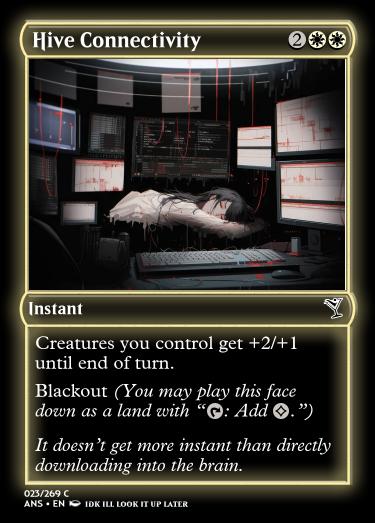 Hive Connectivity 2
Instant
Creatures you control get +2/+1
until end of turn.
Blackout (You may play this face
down as a land with “: Add .”)
It doesn't get more instant than directly
downloading into the brain.
023/269 C
ANS • EN IDK ILL LOOK IT UP LATER